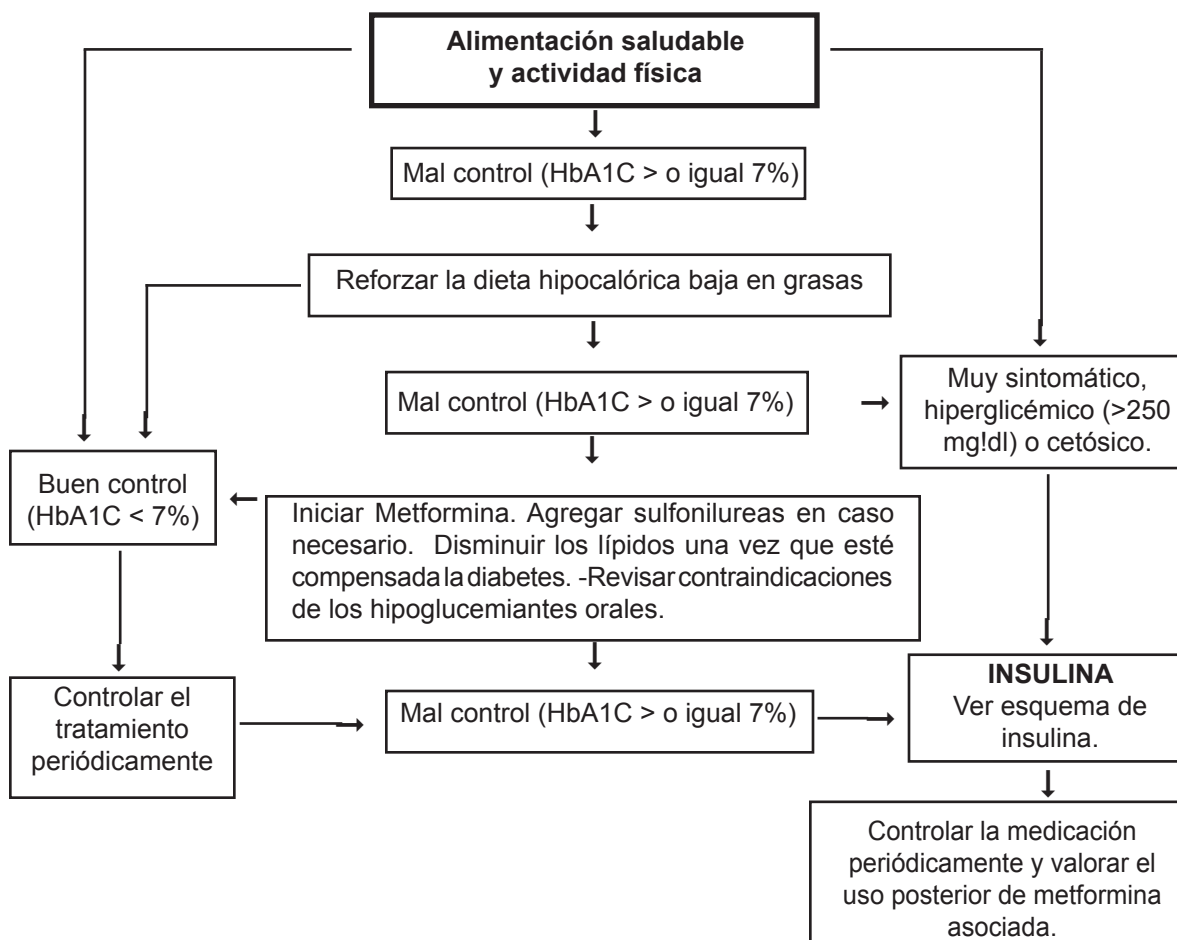 Alimentación saludable
y actividad física
Mal control (HbA1C > o igual 7%)
Reforzar la dieta hipocalórica baja en grasas
Mal control (HbA1C > o igual 7%)
Muy sintomático,
hiperglicémico (>250
mg!dl) o cetósico.
Buen control
(HbA1C < 7%)
Iniciar Metformina. Agregar sulfonilureas en caso
necesario. Disminuir los lípidos una vez que esté
compensada la diabetes. -Revisar contraindicaciones
de los hipoglucemiantes orales.
Controlar el
tratamiento
periódicamente
Mal control (HbA1C > o igual 7%)
INSULINA
Ver esquema de
insulina.
Controlar la medicación
periódicamente y valorar el
uso posterior de metformina
asociada.